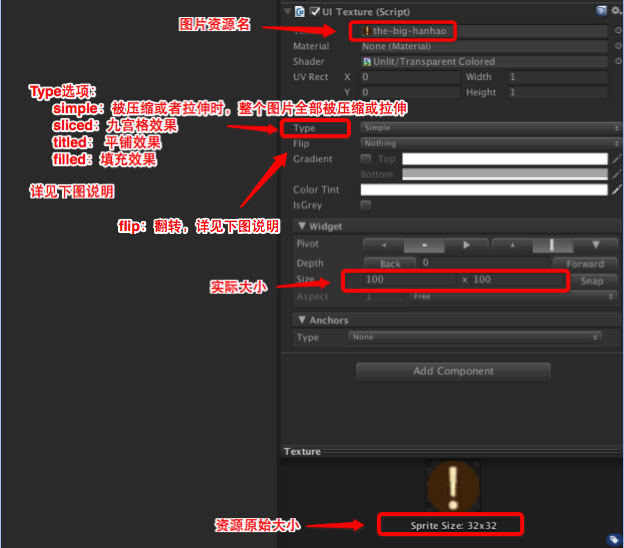 UI Texture (Script)
图片资源名
the-big-hanhao
Material
None (Material)
Shader
Unlit/Transparent Colored
UV Rect X 0 Width 1
Y 0 Height 1
Type选项：
simple：被压缩或者拉伸时，整个图片全部被压缩或拉伸
sliced：九宫格效果
titled：平铺效果
filled：填充效果
详见下图说明
Type
Simple
Flip
Nothing
Gradient Top
Bottom
Color Tint
IsGrey
flip：翻转，详见下图说明
Widget
Pivot
Depth Back 0 Forward
实际大小
Size 100 x 100 Snap
Aspect 1 Free
Anchors
Type None
Add Component
Texture
资源原始大小
Sprite Size: 32x32